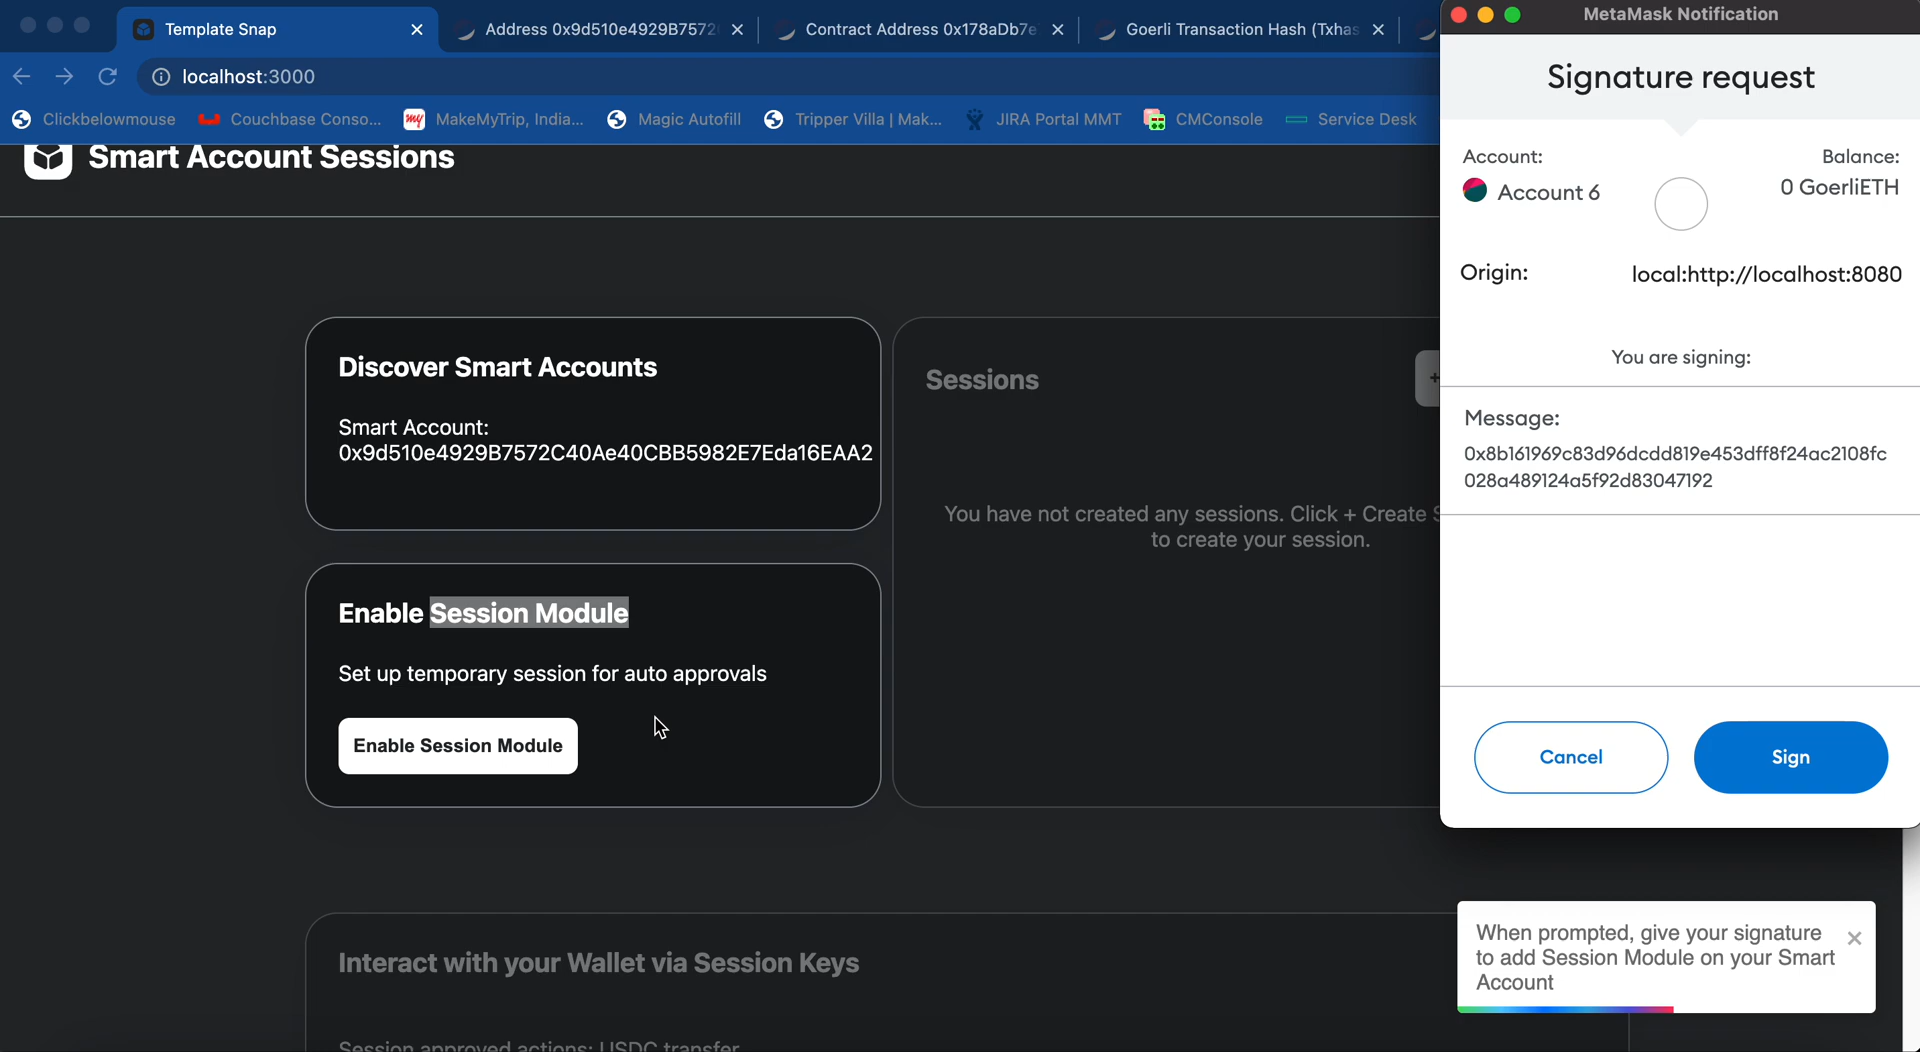 Template Snap
Address 0x9d510e4929B7572
Contract Address 0x178aDb7e
Goerli Transaction Hash (Txhas
MetaMask Notification
localhost:3000
Clickbelowmouse
Couchbase Conso...
my
MakeMyTrip, India...
Magic Autofill
Tripper Villa | Mak...
JIRA Portal MMT
CMConsole
Service Desk
Smart Account Sessions
Discover Smart Accounts
Smart Account:
0x9d510e4929B7572C40Ae40CBB5982E7Eda16EAA2
Enable Session Module
Set up temporary session for auto approvals
Enable Session Module
Sessions
+
You have not created any sessions. Click + Create
to create your session.
Interact with your Wallet via Session Keys
Session approved actions: USDC transfer
Signature request
Account:
Balance:
Account 6
0 GoerliETH
Origin:
local:http://localhost:8080
You are signing:
Message:
0x8b161969c83d96dcdd819e453dff8f24ac2108fc
028a489124a5f92d83047192
Cancel
Sign
When prompted, give your signature
to add Session Module on your Smart
Account